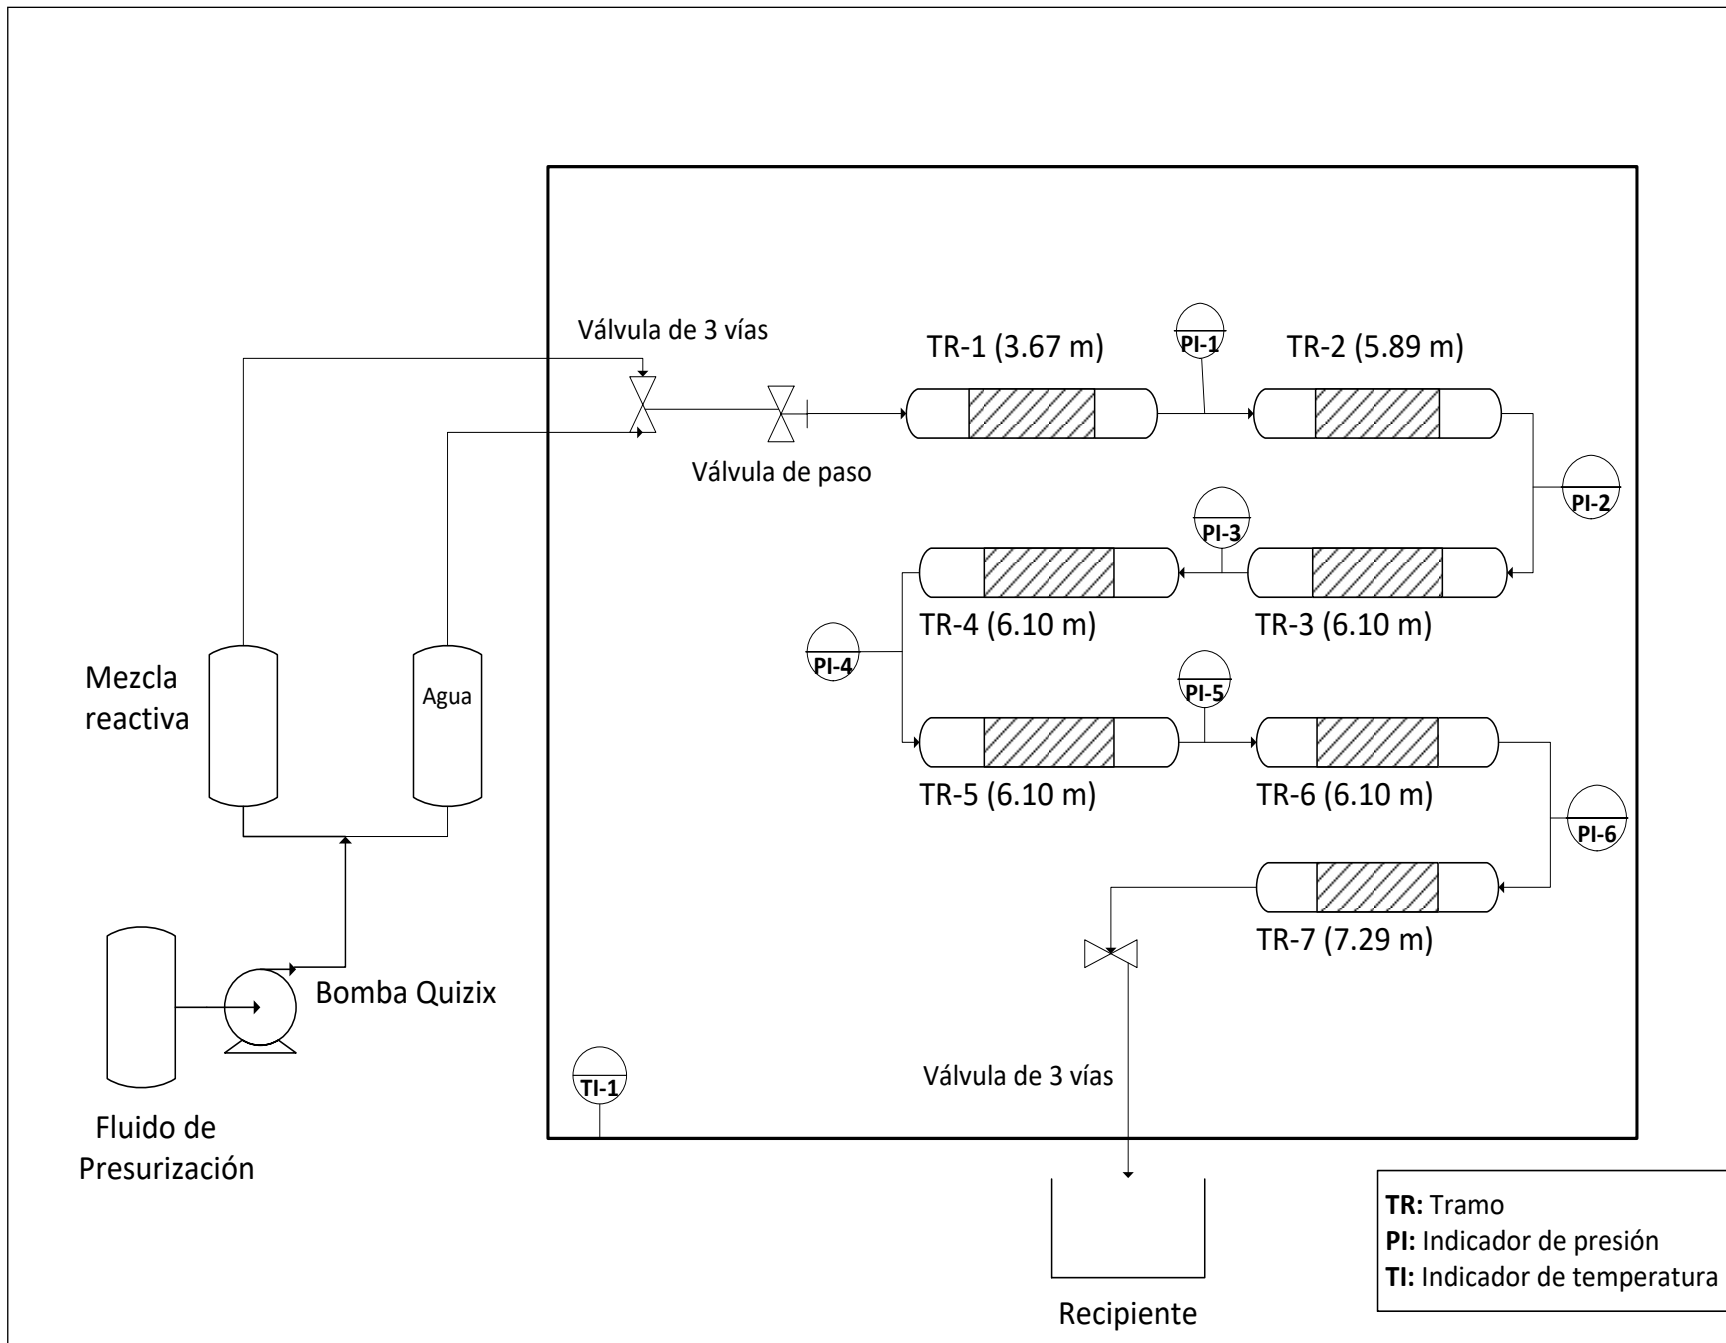 Válvula de 3 vías
TR-1 (3.67 m)
PI-1
TR-2 (5.89 m)
Válvula de paso
PI-2
PI-3
TR-4 (6.10 m)
TR-3 (6.10 m)
PI-4
PI-5
Mezcla
reactiva
Agua
TR-5 (6.10 m)
TR-6 (6.10 m)
PI-6
TR-7 (7.29 m)
Bomba Quizix
Válvula de 3 vías
TI-1
Fluido de
Presurización
TR: Tramo
PI: Indicador de presión
TI: Indicador de temperatura
Recipiente